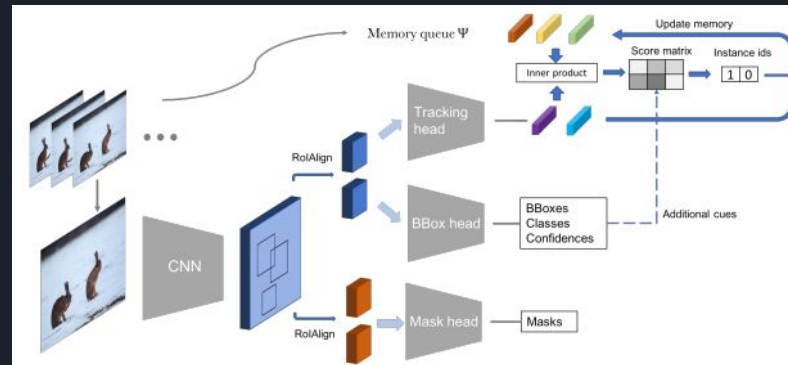 Update memory
Memory queue Ψ
Score matrix
Instance ids
Inner product
1 0
Tracking
head
RoIAlign
BBox head
BBoxes
Classes
Confidences
Additional cues
CNN
RoIAlign
Mask head
Masks